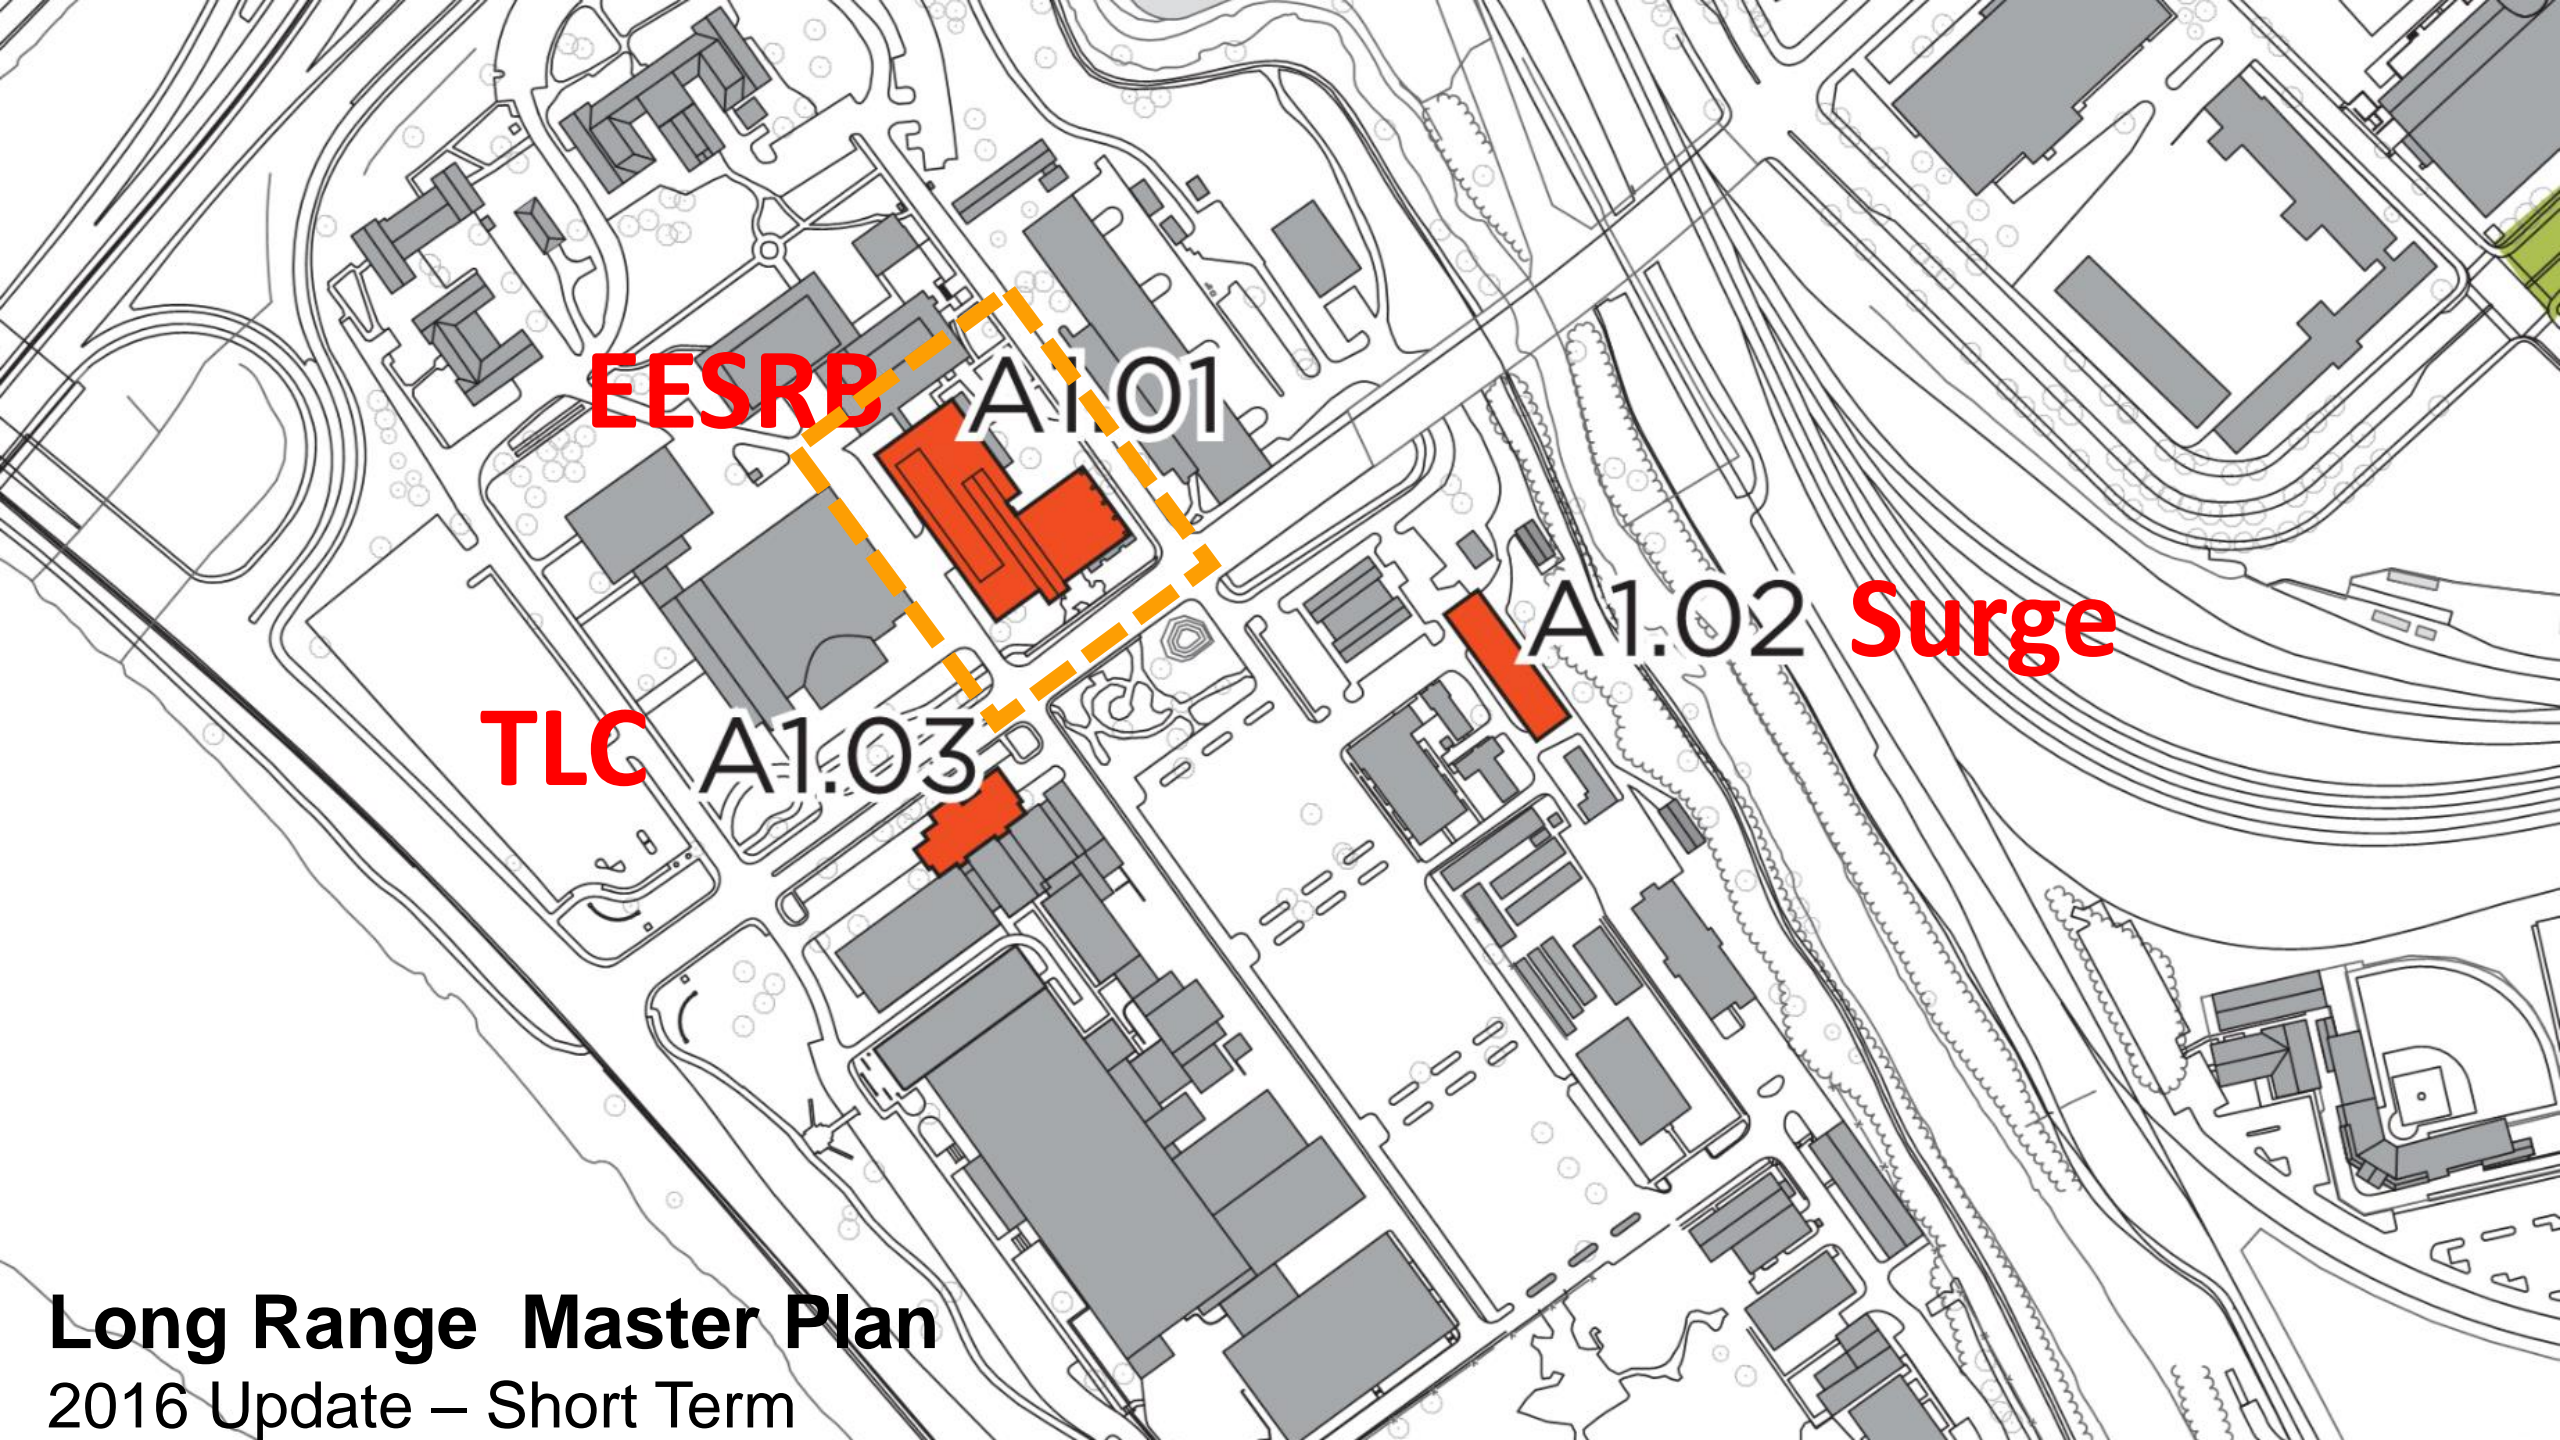 EESRB A1.01
A1.02 Surge
TLC A1.03
Long Range Master Plan
2016 Update – Short Term